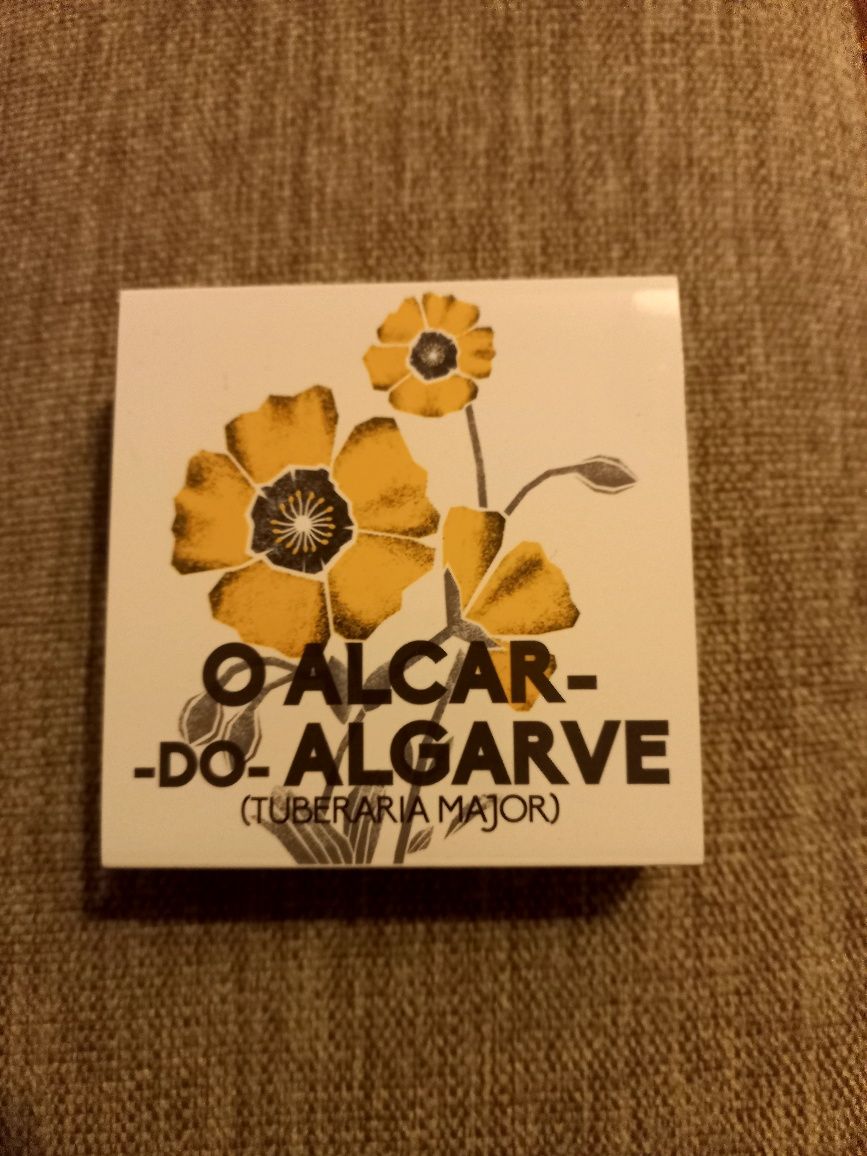 O ALCAR-
-DO- ALGARVE
(TUBERARIA MAJOR)